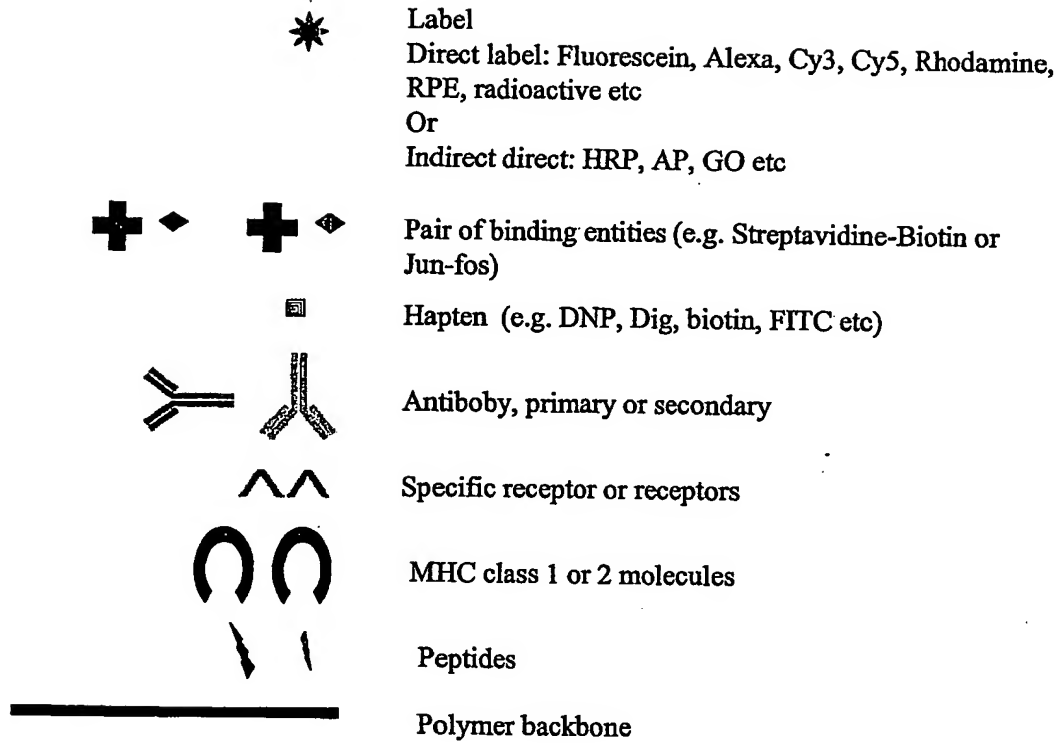 Label
Direct label: Fluorescein, Alexa, Cy3, Cy5, Rhodamine,
RPE, radioactive etc
Or
Indirect direct: HRP, AP, GO etc
Pair of binding entities (e.g. Streptavidine-Biotin or
Jun-fos)
Hapten (e.g. DNP, Dig, biotin, FITC etc)
Antiboby, primary or secondary
Specific receptor or receptors
MHC class 1 or 2 molecules
Peptides
Polymer backbone